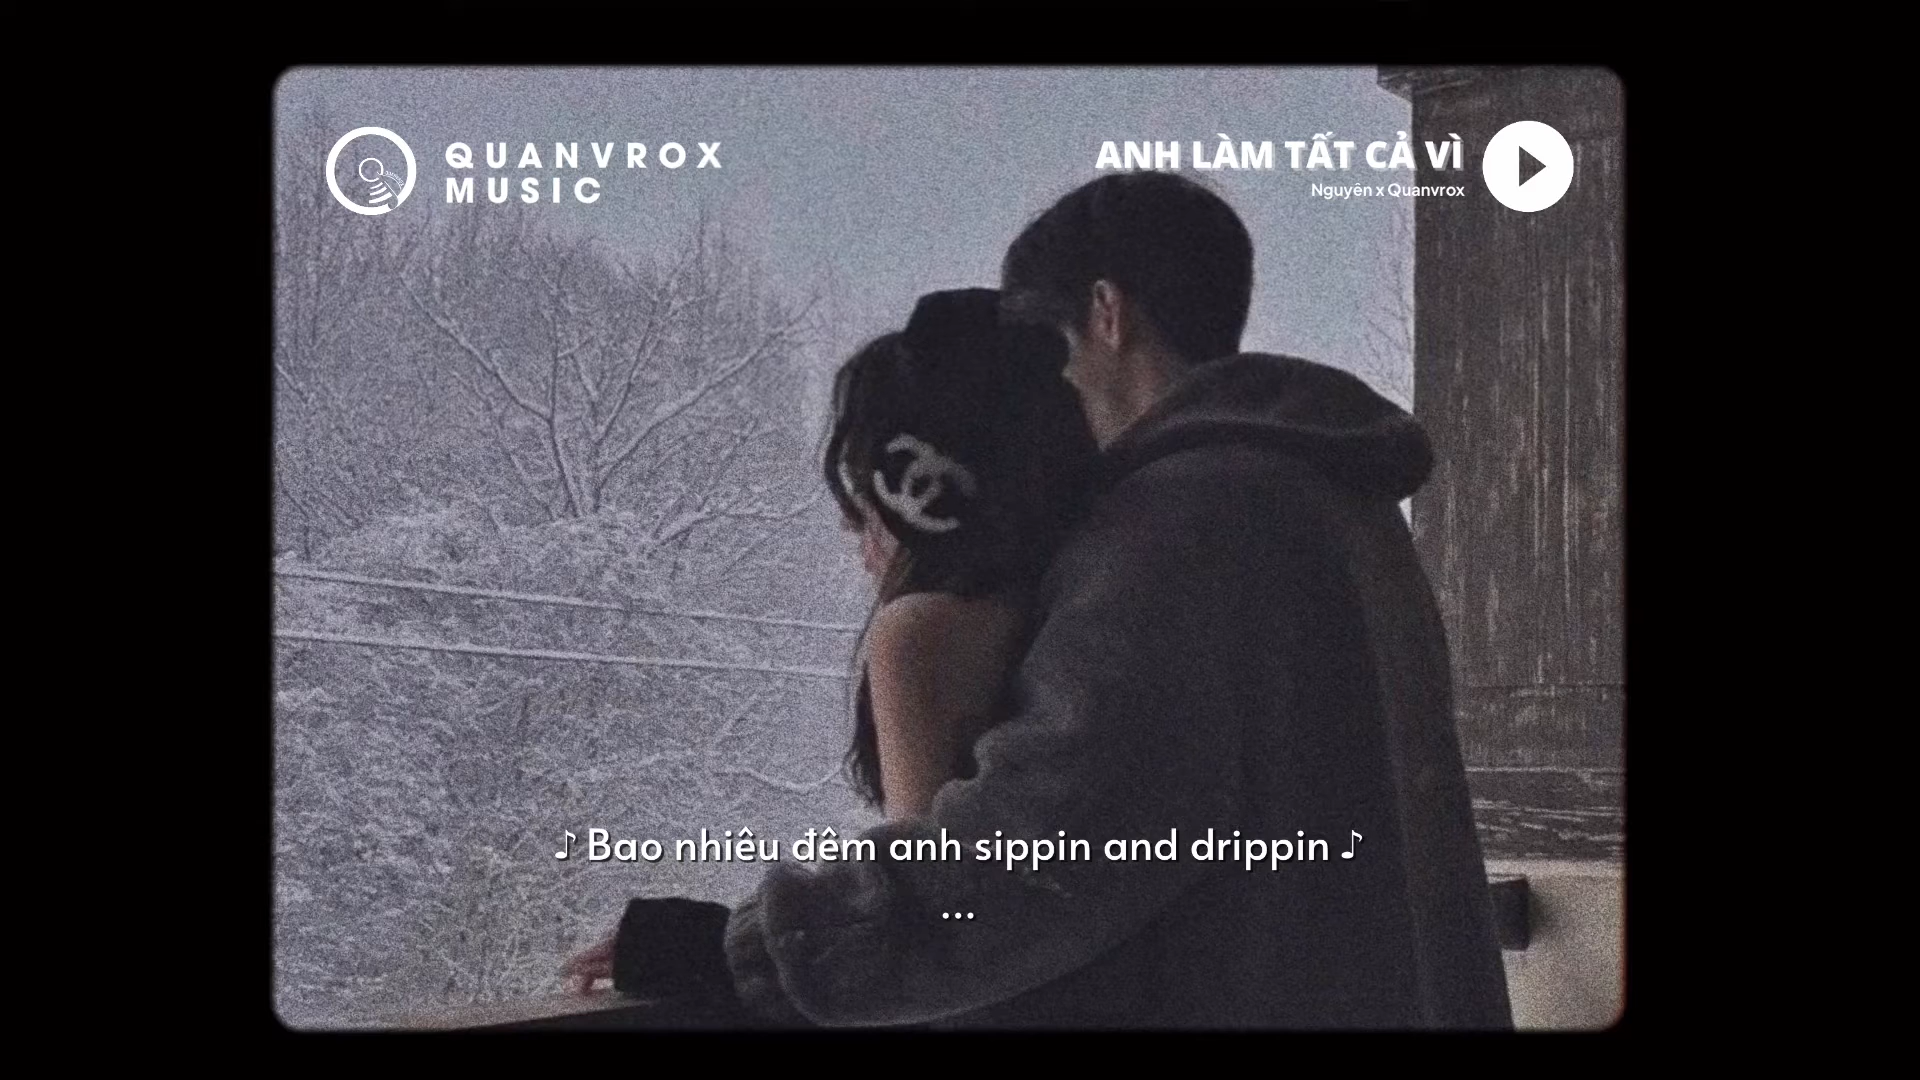 QUANVROX
MUSIC
ANH LÀM TẤT CẢ VÌ
Nguyên x Quanvrox
♪ Bao nhiêu đêm anh sippin and drippin ♪
...